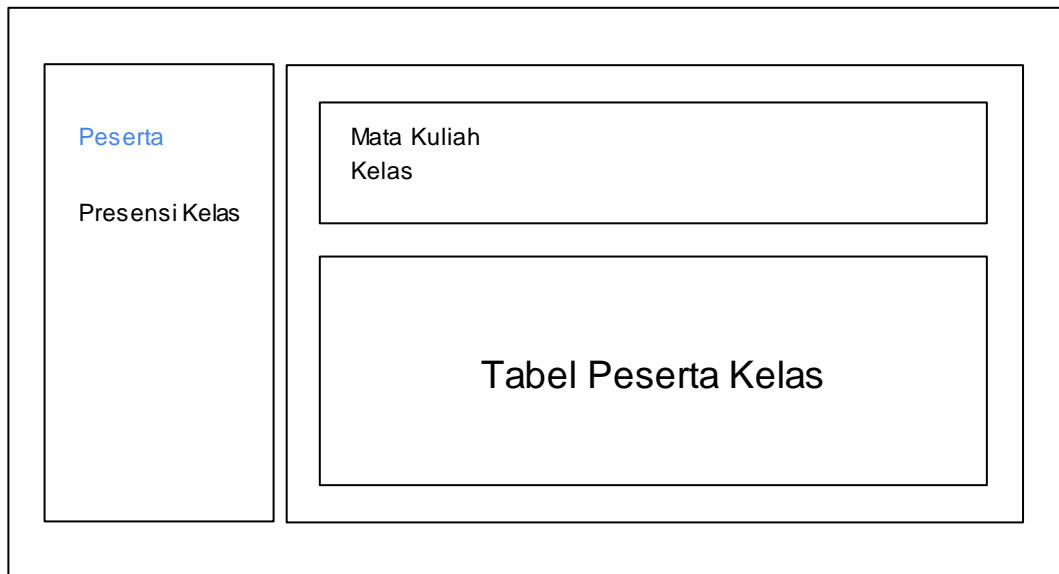 Peserta
Presensi Kelas
Mata Kuliah
Kelas
Tabel Peserta Kelas